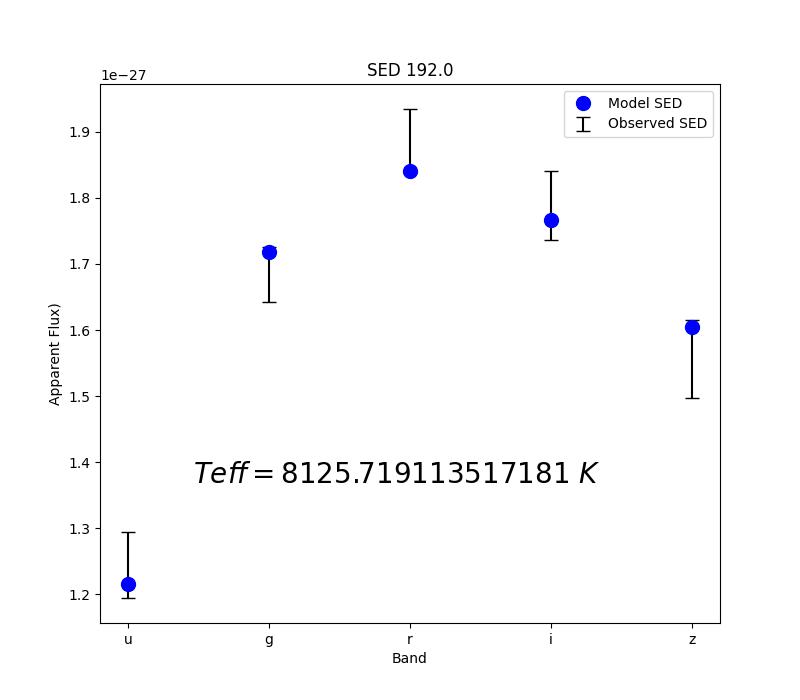 SED 192.0
1e−27
Model SED
Observed SED
1.9
1.8
1.7
1.6
1.5
1.4
1.3
1.2
Apparent Flux)
Teff = 8125.719113517181 K
u g r i z
Band